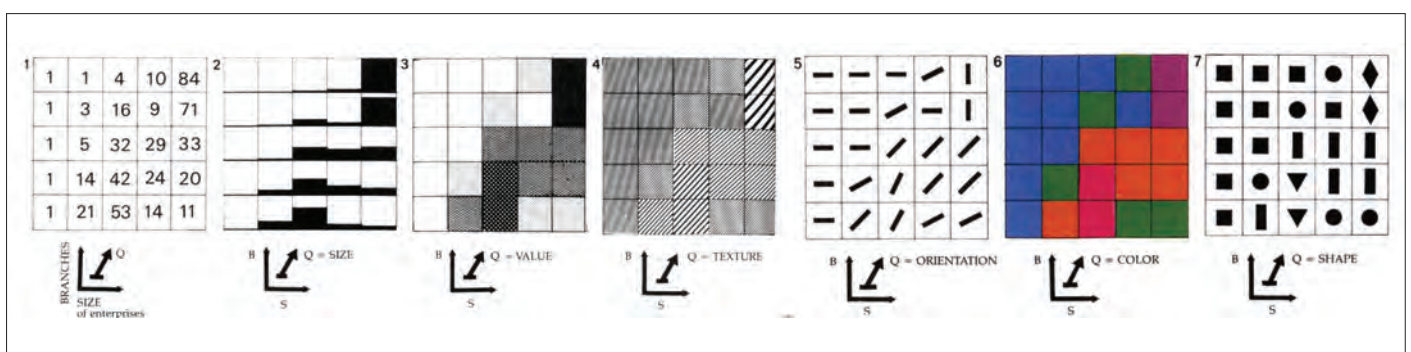 1 2 3 4 5 6 7
1 1 4 10 84
1 3 16 9 71
1 5 32 29 33
1 14 42 24 20
1 21 53 14 11
BRANCHES
Q
SIZE
of enterprises
B Q = SIZE
S
B Q = VALUE
S
B Q = TEXTURE
S
B Q = ORIENTATION
S
B Q = COLOR
S
B Q = SHAPE
S